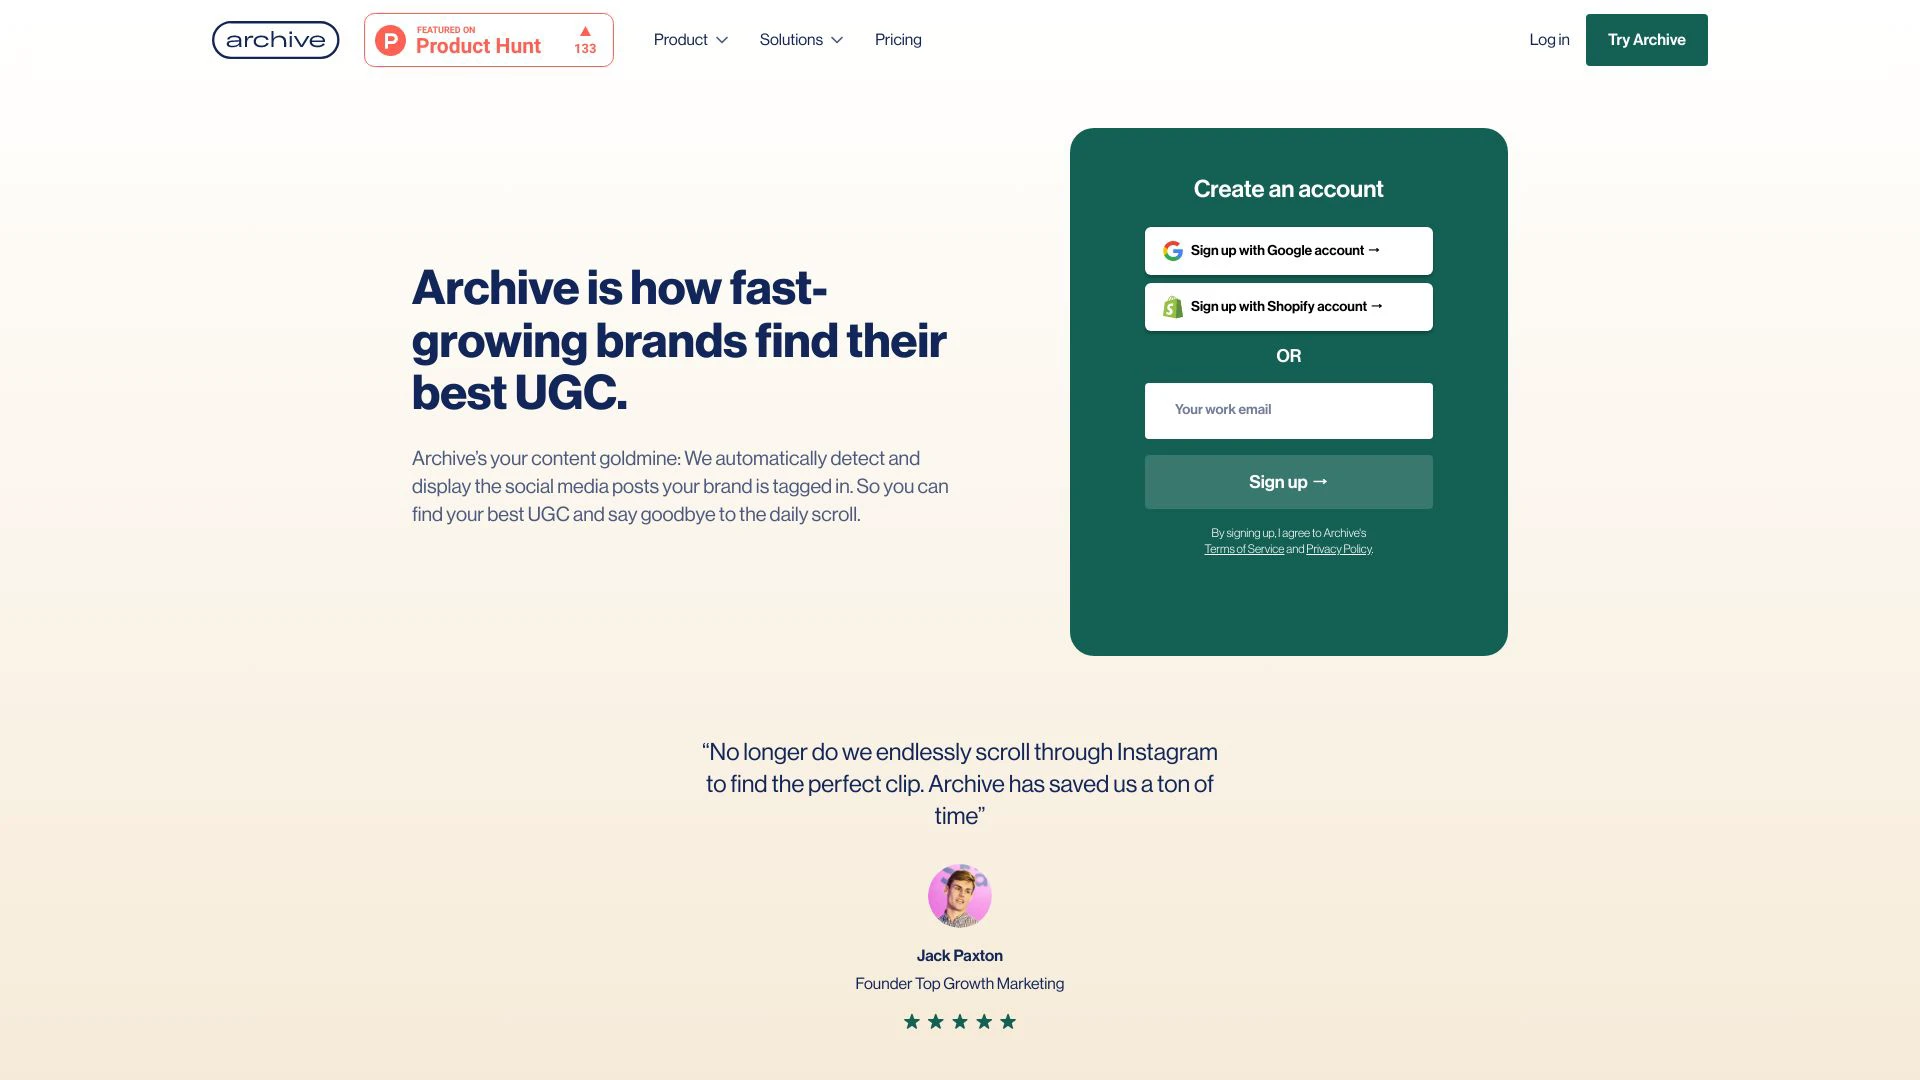 archive
FEATURED ON
Product Hunt
133
Product
Solutions
Pricing
Log in
Try Archive
Archive is how fast-
growing brands find their
best UGC.
Archive’s your content goldmine: We automatically detect and
display the social media posts your brand is tagged in. So you can
find your best UGC and say goodbye to the daily scroll.
Create an account
Sign up with Google account →
Sign up with Shopify account →
OR
Your work email
Sign up →
By signing up, I agree to Archive's
Terms of Service and Privacy Policy.
“No longer do we endlessly scroll through Instagram
to find the perfect clip. Archive has saved us a ton of
time”
Jack Paxton
Founder Top Growth Marketing